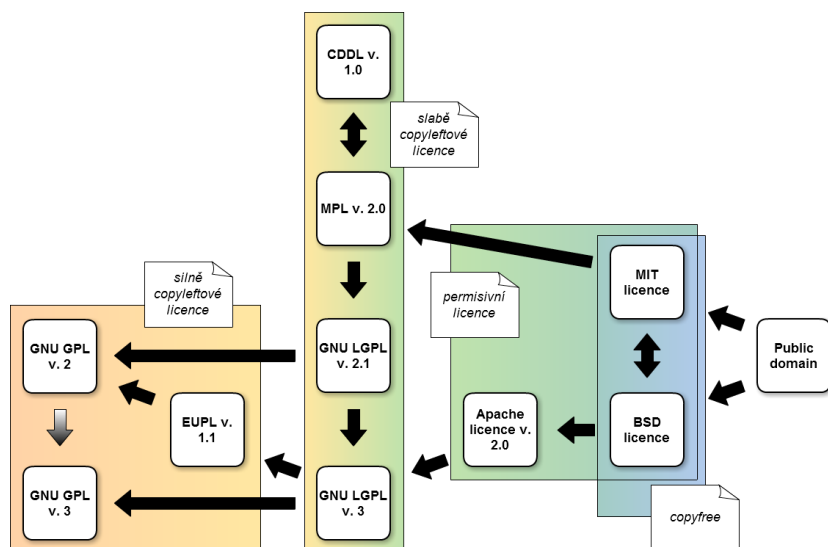 CDDL v.
1.0
slabě
copyleftové
licence
MPL v. 2.0
MIT
licence
silně
copyleftové
licence
permisivní
licence
GNU GPL
v. 2
GNU LGPL
v. 2.1
Public
domain
EUPL v.
1.1
Apache
licence v.
2.0
BSD
licence
GNU GPL
v. 3
GNU LGPL
v. 3
copyfree